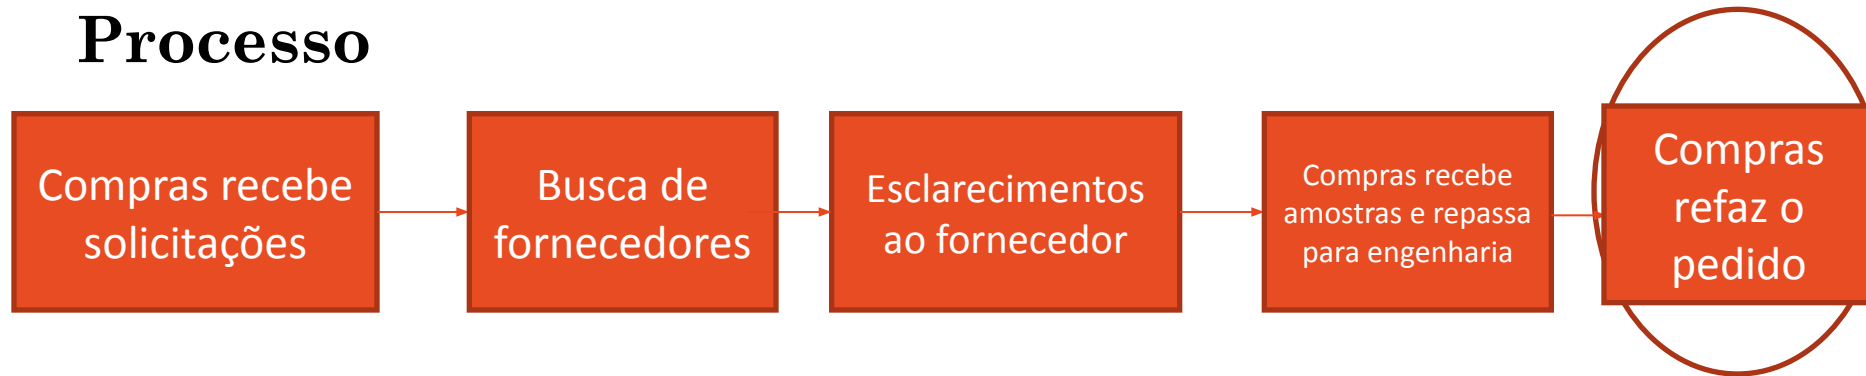 Processo
Compras recebe
solicitações
Busca de
fornecedores
Esclarecimentos
ao fornecedor
Compras recebe
amostras e repassa
para engenharia
Compras
refaz o
pedido